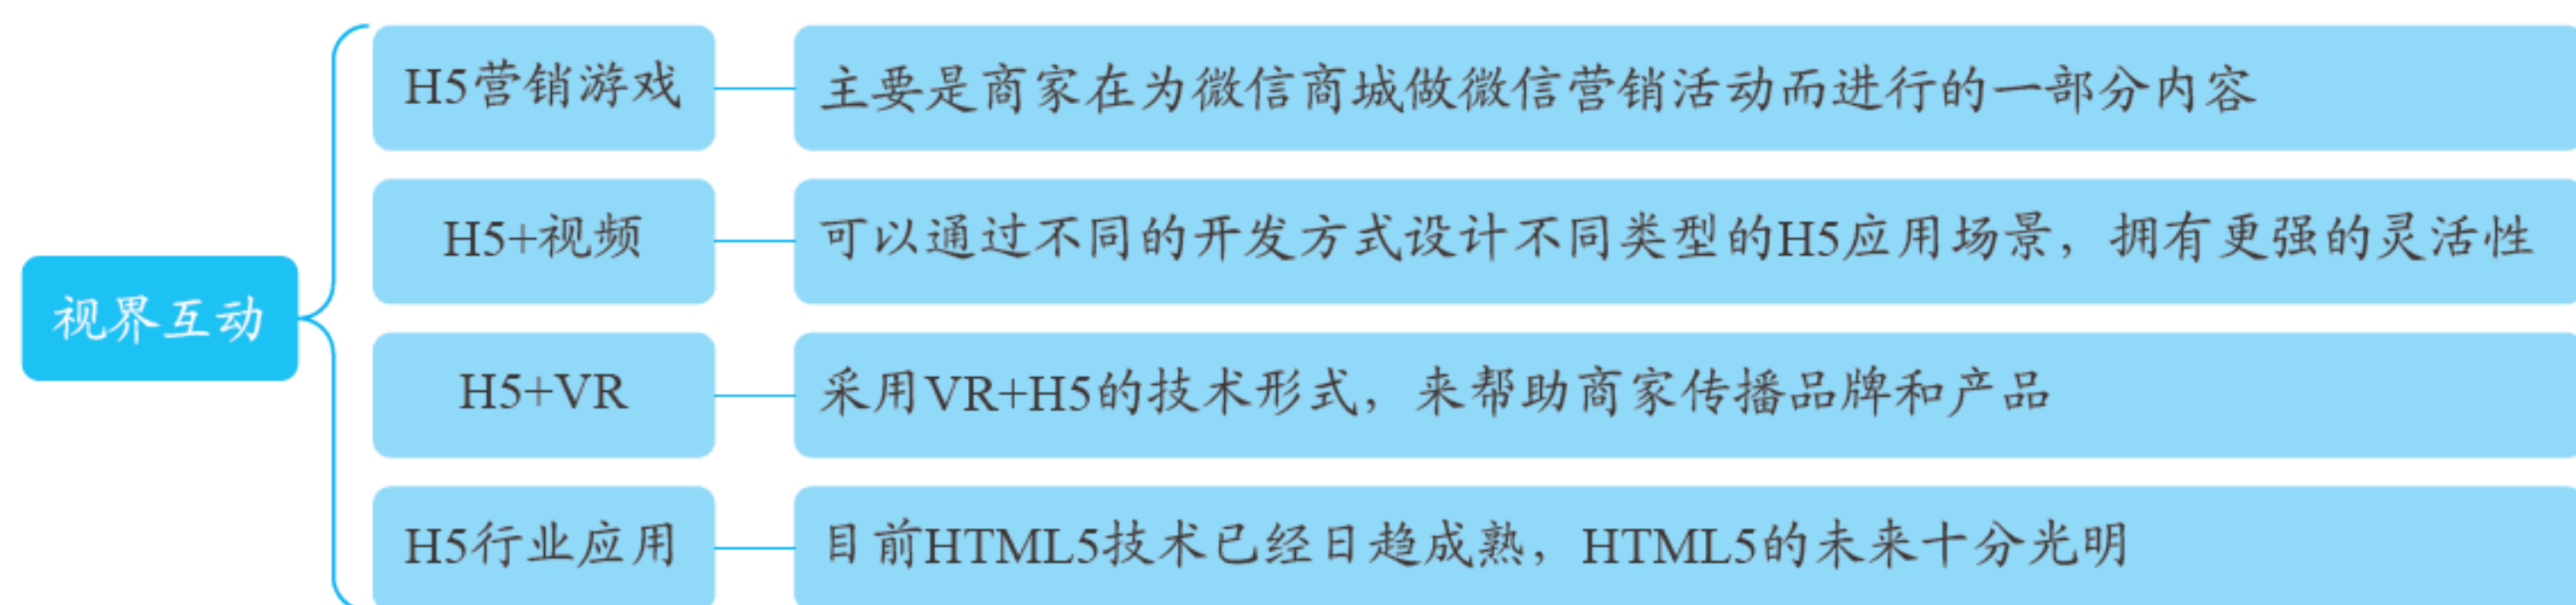 视界互动
H5营销游戏
主要是商家在为微信商城做微信营销活动而进行的一部分内容
H5+视频
可以通过不同的开发方式设计不同类型的H5应用场景，拥有更强的灵活性
H5+VR
采用VR+H5的技术形式，来帮助商家传播品牌和产品
H5行业应用
目前HTML5技术已经日趋成熟，HTML5的未来十分光明